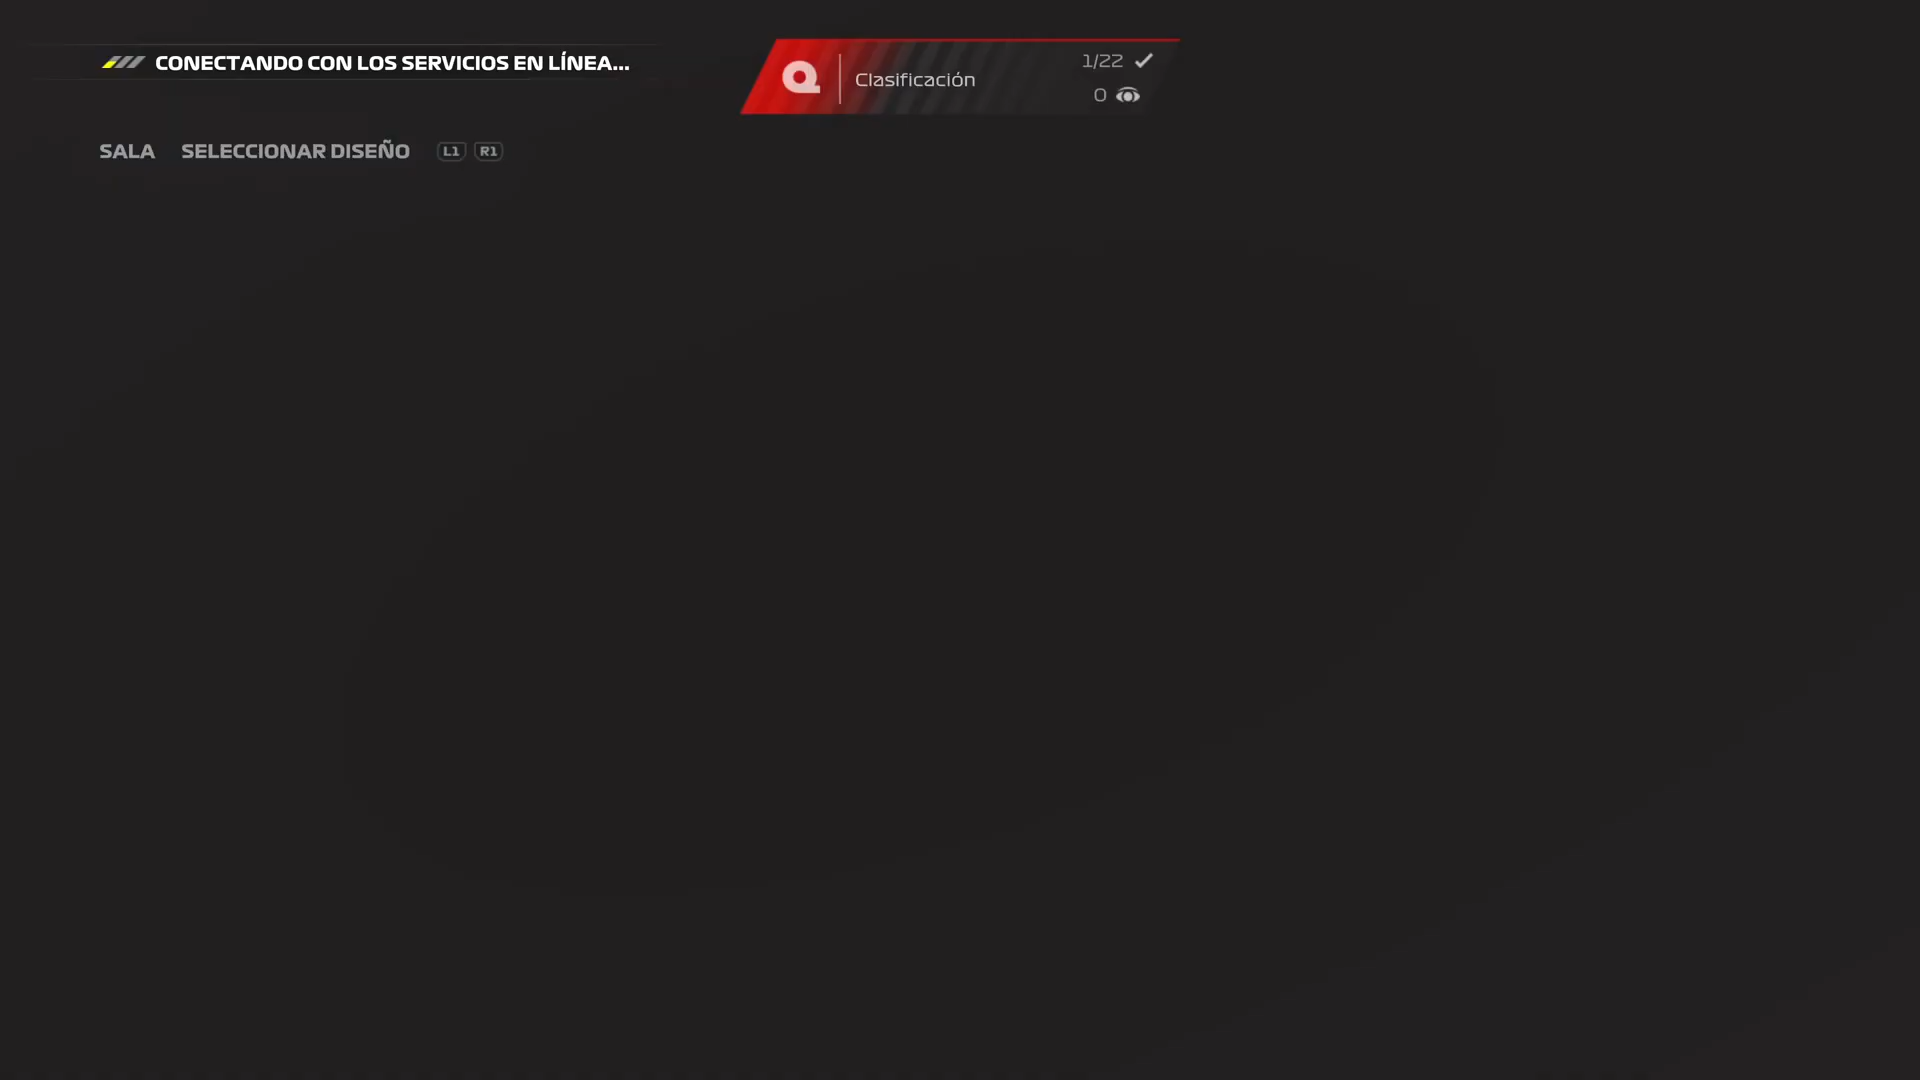 CONECTANDO CON LOS SERVICIOS EN LÍNEA...
Q Clasificación
1/22
0
SALA SELECCIONAR DISEÑO L1 R1